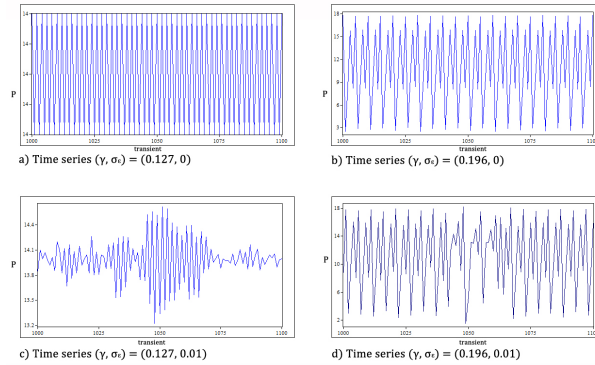 14
14
14
P
14
14
1000 1025 1050 1075 1100
transient
a) Time series (γ, σε) = (0.127, 0)
18
15
12
P
9
6
3
1000 1025 1050 1075 1100
transient
b) Time series (γ, σε) = (0.196, 0)
14.4
14.1
P
13.8
13.5
13.2
1000 1025 1050 1075 1100
transient
c) Time series (γ, σε) = (0.127, 0.01)
18
14
P
10
6
2
1000 1025 1050 1075 1100
transient
d) Time series (γ, σε) = (0.196, 0.01)